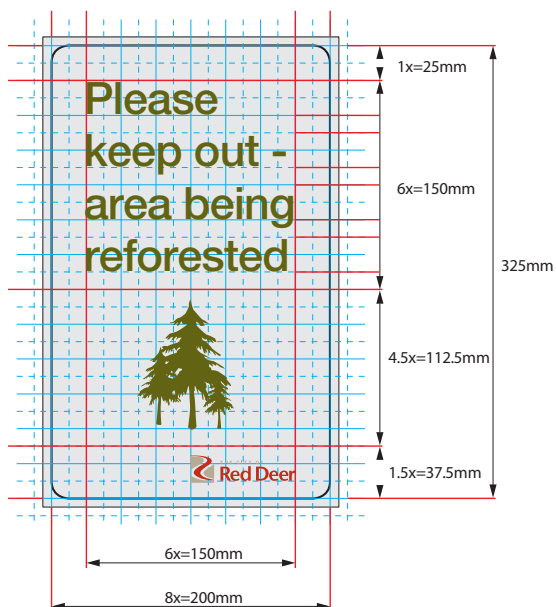 1x=25mm
Please
keep out -
area being
reforested
6x=150mm
325mm
4.5x=112.5mm
Red Deer
1.5x=37.5mm
6x=150mm
8x=200mm